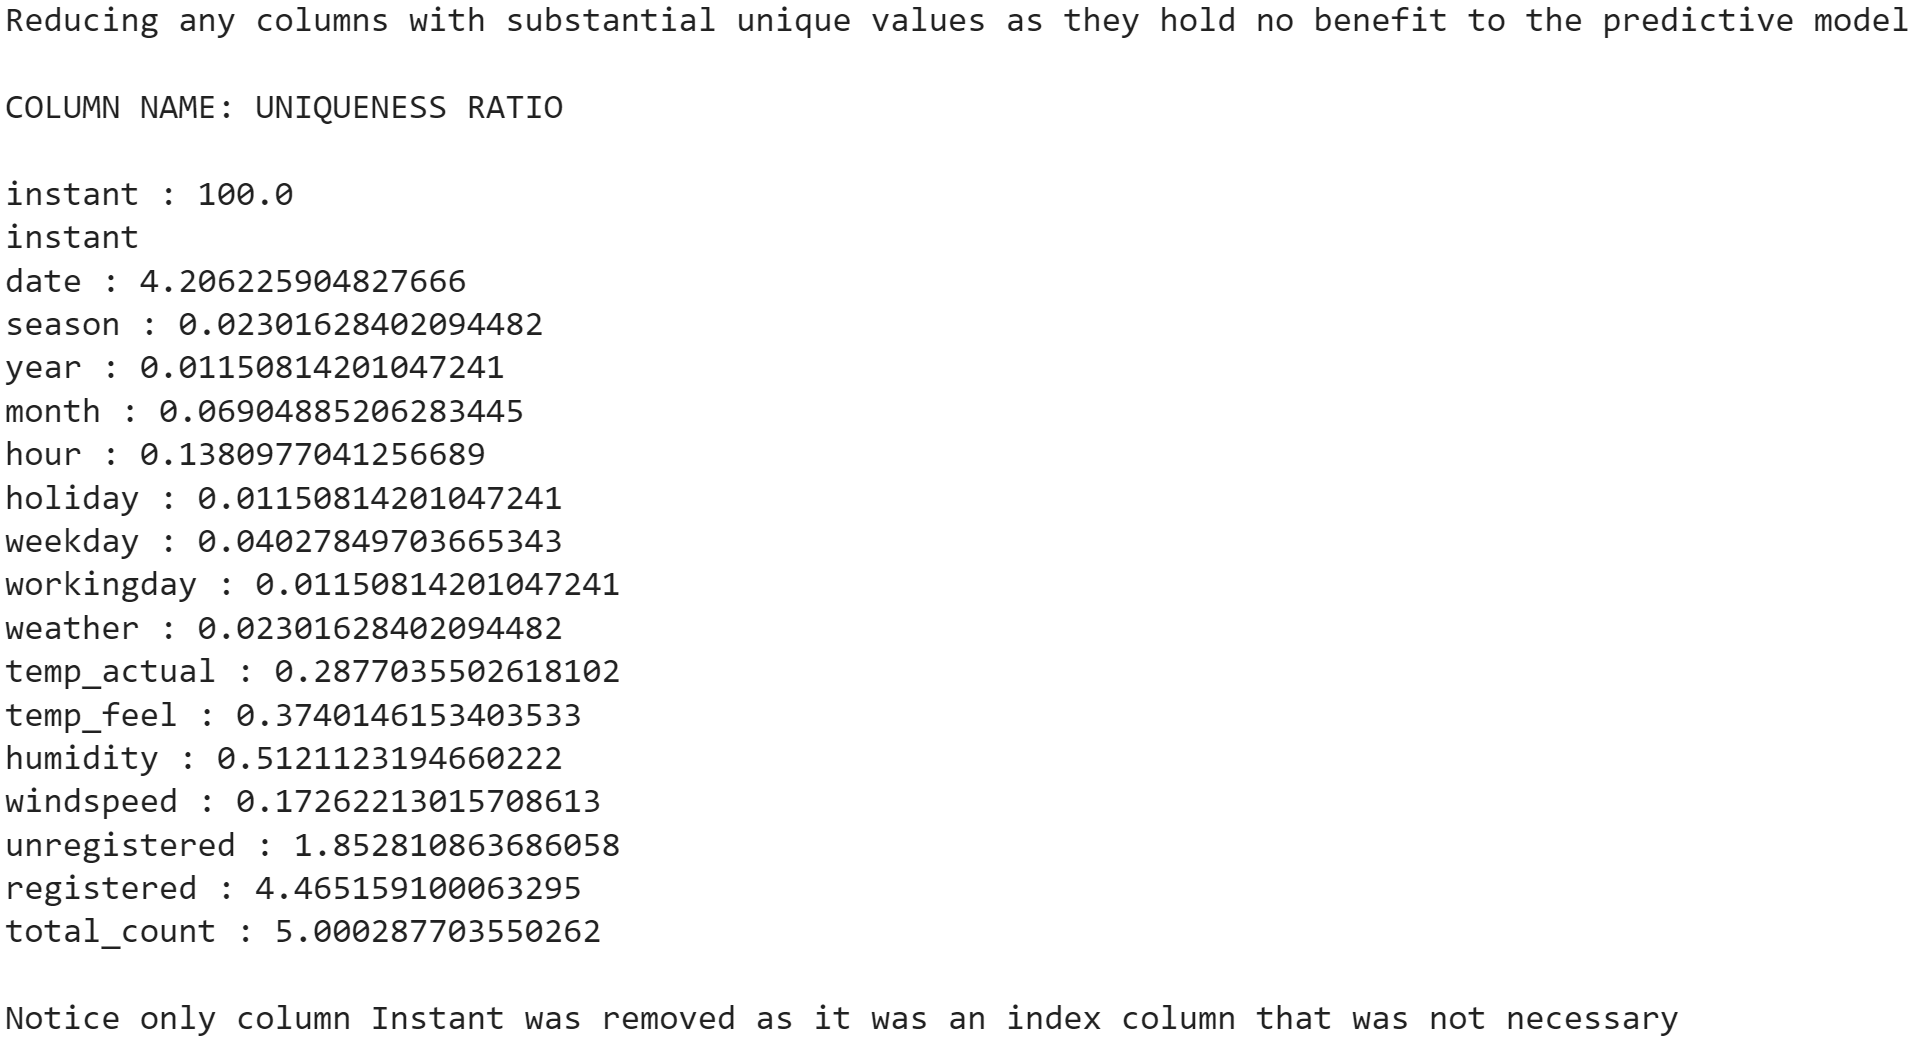 Reducing any columns with substantial unique values as they hold no benefit to the predictive model
COLUMN NAME: UNIQUENESS RATIO
instant : 100.0
instant
date : 4.206225904827666
season : 0.02301628402094482
year : 0.01150814201047241
month : 0.06904885206283445
hour : 0.1380977041256689
holiday : 0.01150814201047241
weekday : 0.04027849703665343
workingday : 0.01150814201047241
weather : 0.02301628402094482
temp_actual : 0.2877035502618102
temp_feel : 0.3740146153403533
humidity : 0.5121123194660222
windspeed : 0.17262213015708613
unregistered : 1.852810863686058
registered : 4.465159100063295
total_count : 5.000287703550262
Notice only column Instant was removed as it was an index column that was not necessary